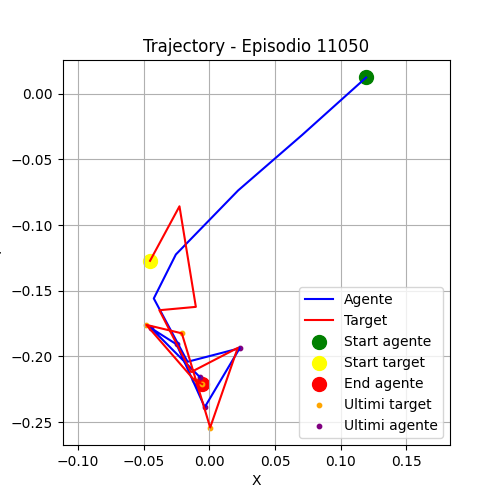 Trajectory - Episodio 11050
0.00
−0.05
−0.10
−0.15
−0.20
−0.25
−0.10
−0.05
0.00
0.05
0.10
0.15
X
Agente
Target
Start agente
Start target
End agente
Ultimi target
Ultimi agente